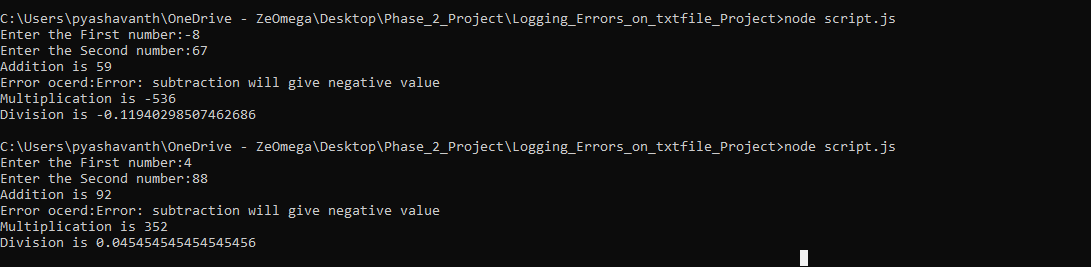 C:\Users\pyashavanth\OneDrive - ZeOmega\Desktop\Phase_2_Project\Logging_Errors_on_txtfile_Project>node script.js
Enter the First number:-8
Enter the Second number:67
Addition is 59
Error ocerd:Error: subtraction will give negative value
Multiplication is -536
Division is -0.11940298507462686
C:\Users\pyashavanth\OneDrive - ZeOmega\Desktop\Phase_2_Project\Logging_Errors_on_txtfile_Project>node script.js
Enter the First number:4
Enter the Second number:88
Addition is 92
Error ocerd:Error: subtraction will give negative value
Multiplication is 352
Division is 0.045454545454545456